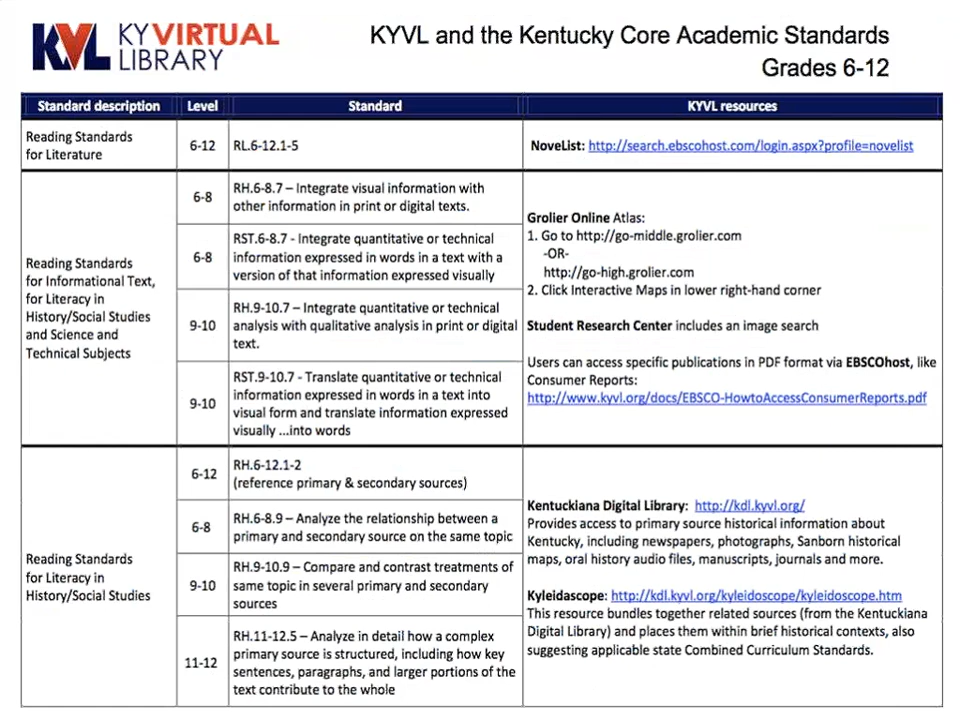 KVL KY VIRTUAL
LIBRARY
KYVL and the Kentucky Core Academic Standards
Grades 6-12
Standard description Level Standard KYVL resources
Reading Standards
for Literature
6-12
RL.6-12.1-5
NoveList: http://search.ebscohost.com/login.aspx?profile=novelist
Reading Standards
for Informational Text,
for Literacy in
History/Social Studies
and Science and
Technical Subjects
6-8
RH.6-8.7 – Integrate visual information with
other information in print or digital texts.
6-8
RST.6-8.7 - Integrate quantitative or technical
information expressed in words in a text with a
version of that information expressed visually
9-10
RH.9-10.7 – Integrate quantitative or technical
analysis with qualitative analysis in print or digital
text.
9-10
RST.9-10.7 - Translate quantitative or technical
information expressed in words in a text into
visual form and translate information expressed
visually ...into words
Grolier Online Atlas:
1. Go to http://go-middle.grolier.com
-OR-
http://go-high.grolier.com
2. Click Interactive Maps in lower right-hand corner
Student Research Center includes an image search
Users can access specific publications in PDF format via EBSCOhost, like
Consumer Reports:
http://www.kyvl.org/docs/EBSCO-HowtoAccessConsumerReports.pdf
Reading Standards
for Literacy in
History/Social Studies
6-12
RH.6-12.1-2
(reference primary & secondary sources)
6-8
RH.6-8.9 – Analyze the relationship between a
primary and secondary source on the same topic
9-10
RH.9-10.9 – Compare and contrast treatments of
same topic in several primary and secondary
sources
11-12
RH.11-12.5 – Analyze in detail how a complex
primary source is structured, including how key
sentences, paragraphs, and larger portions of the
text contribute to the whole
Kentuckiana Digital Library: http://kdl.kyvl.org/
Provides access to primary source historical information about
Kentucky, including newspapers, photographs, Sanborn historical
maps, oral history audio files, manuscripts, journals and more.
Kyleidascope: http://kdl.kyvl.org/kyleidoscope/kyleidoscope.htm
This resource bundles together related sources (from the Kentuckiana
Digital Library) and places them within brief historical contexts, also
suggesting applicable state Combined Curriculum Standards.